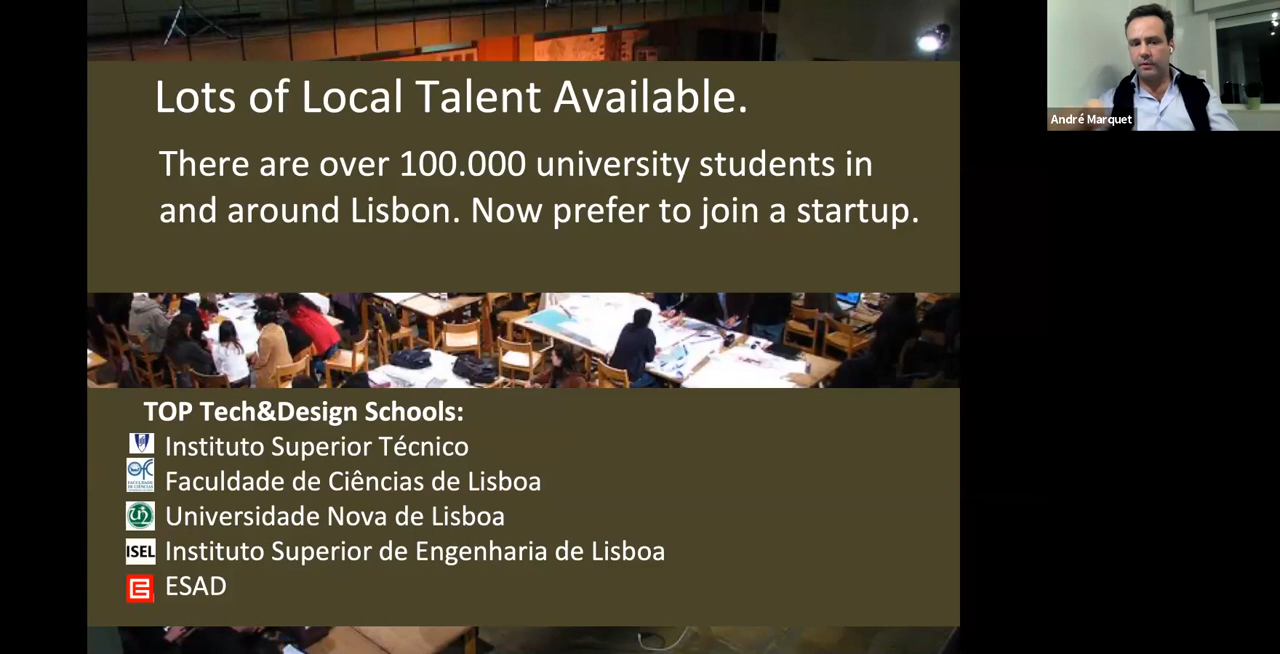 Lots of Local Talent Available.
There are over 100.000 university students in
and around Lisbon. Now prefer to join a startup.
André Marquet
TOP Tech&Design Schools:
Instituto Superior Técnico
Faculdade de Ciências de Lisboa
Universidade Nova de Lisboa
ISEL Instituto Superior de Engenharia de Lisboa
ESAD